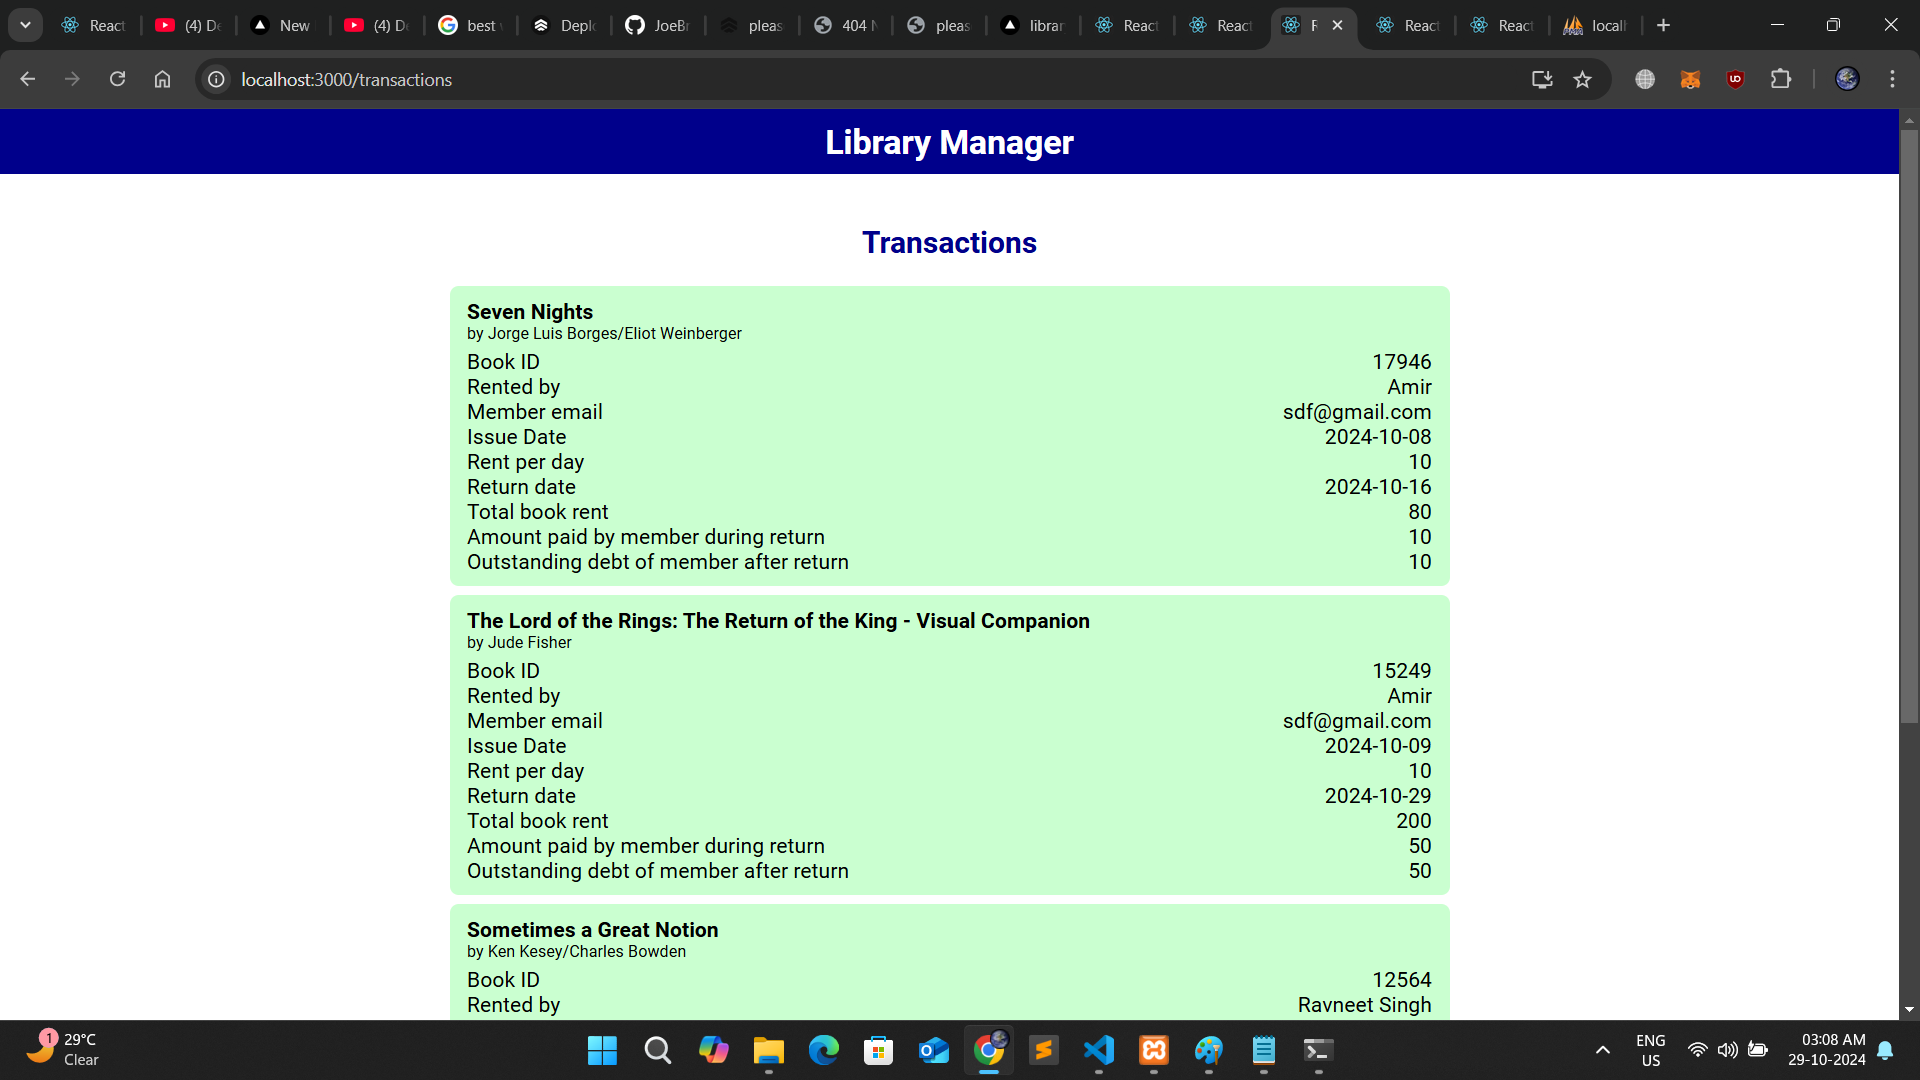 React
(4) De
New
(4) De
best
Deplo
JoeBr
pleas
404 N
pleas
librar
React
React
React
React
localh
localhost:3000/transactions
Library Manager
Transactions
Seven Nights
by Jorge Luis Borges/Eliot Weinberger
Book ID 17946
Rented by Amir
Member email sdf@gmail.com
Issue Date 2024-10-08
Rent per day 10
Return date 2024-10-16
Total book rent 80
Amount paid by member during return 10
Outstanding debt of member after return 10
The Lord of the Rings: The Return of the King - Visual Companion
by Jude Fisher
Book ID 15249
Rented by Amir
Member email sdf@gmail.com
Issue Date 2024-10-09
Rent per day 10
Return date 2024-10-29
Total book rent 200
Amount paid by member during return 50
Outstanding debt of member after return 50
Sometimes a Great Notion
by Ken Kesey/Charles Bowden
Book ID 12564
Rented by Ravneet Singh
1
29°C
Clear
ENG
US
03:08 AM
29-10-2024